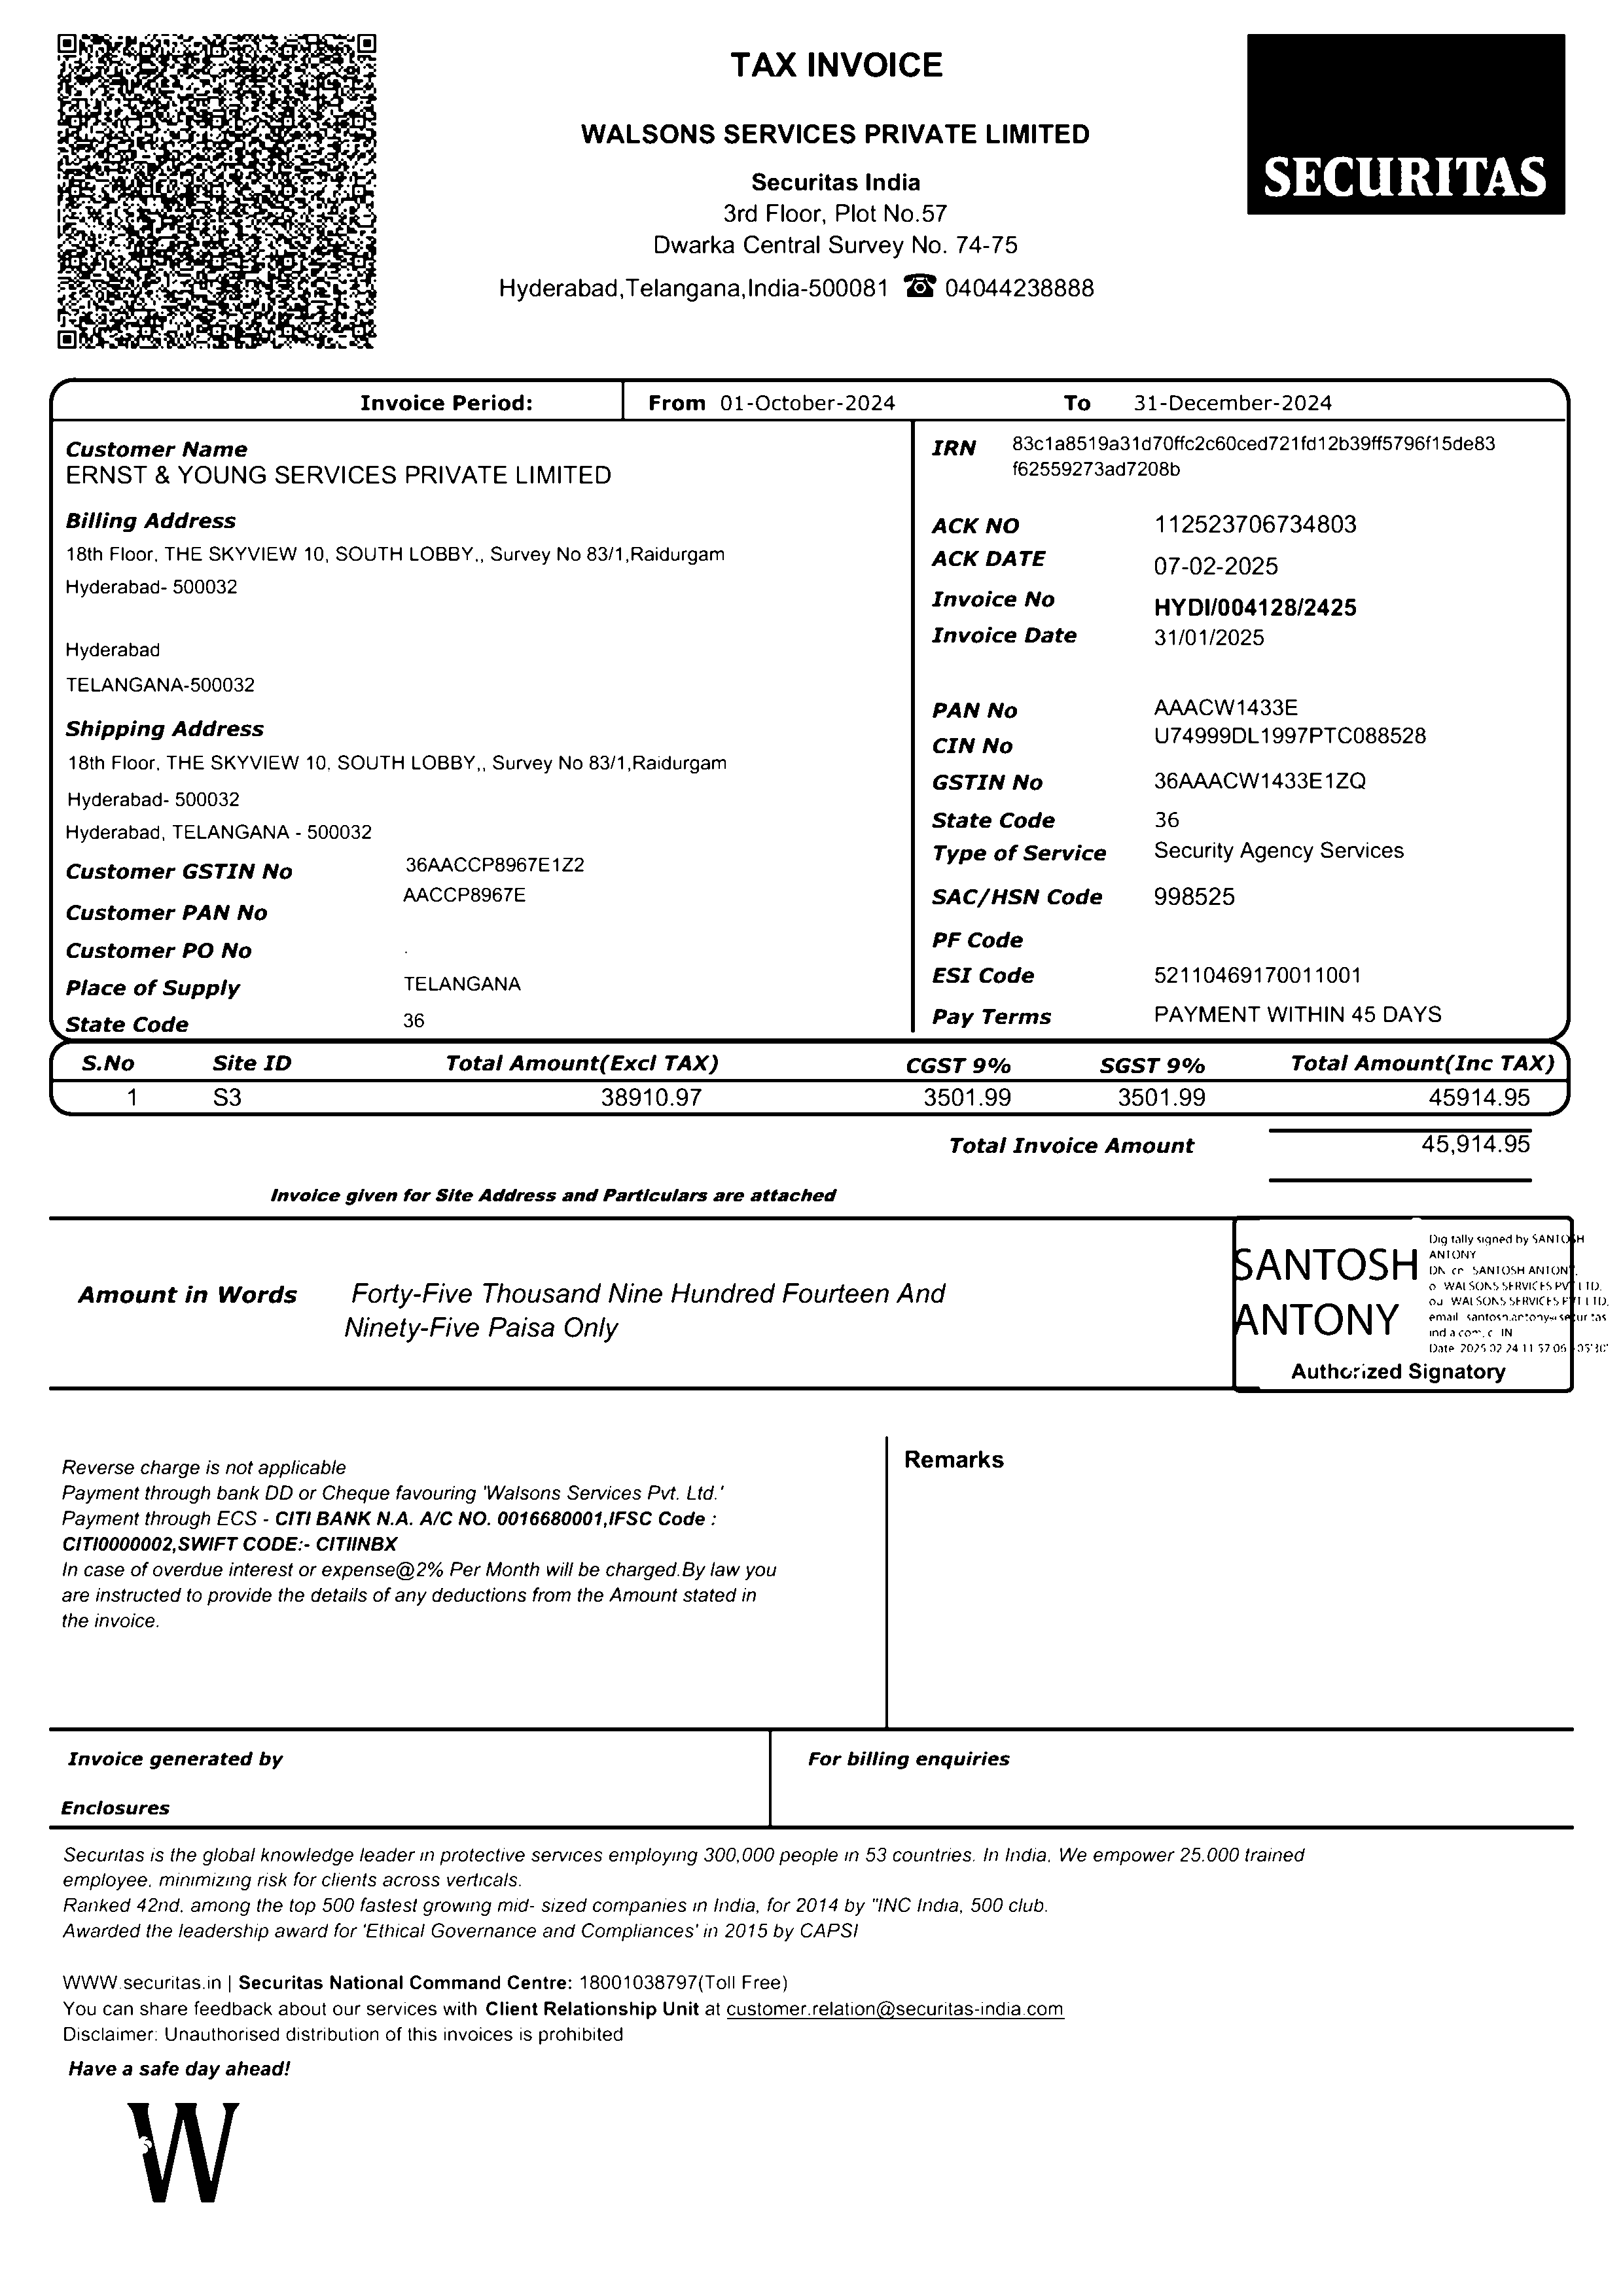 TAX INVOICE
WALSONS SERVICES PRIVATE LIMITED
SECURITAS
Securitas India
3rd Floor, Plot No.57
Dwarka Central Survey No. 74-75
Hyderabad,Telangana,India-500081 ☎ 04044238888
Invoice Period: From 01-October-2024 To 31-December-2024
Customer Name
ERNST & YOUNG SERVICES PRIVATE LIMITED
Billing Address
18th Floor, THE SKYVIEW 10, SOUTH LOBBY,, Survey No 83/1,Raidurgam
Hyderabad- 500032
Hyderabad
TELANGANA-500032
Shipping Address
18th Floor, THE SKYVIEW 10, SOUTH LOBBY,, Survey No 83/1,Raidurgam
Hyderabad- 500032
Hyderabad, TELANGANA - 500032
Customer GSTIN No 36AACCP8967E1Z2
Customer PAN No AACCP8967E
Customer PO No .
Place of Supply TELANGANA
State Code 36
IRN 83c1a8519a31d70ffc2c60ced721fd12b39ff5796f15de83
f62559273ad7208b
ACK NO 112523706734803
ACK DATE 07-02-2025
Invoice No HYDI/004128/2425
Invoice Date 31/01/2025
PAN No AAACW1433E
CIN No U74999DL1997PTC088528
GSTIN No 36AAACW1433E1ZQ
State Code 36
Type of Service Security Agency Services
SAC/HSN Code 998525
PF Code
ESI Code 52110469170011001
Pay Terms PAYMENT WITHIN 45 DAYS
S.No Site ID Total Amount(Excl TAX) CGST 9% SGST 9% Total Amount(Inc TAX)
1 S3 38910.97 3501.99 3501.99 45914.95
Total Invoice Amount 45,914.95
Invoice given for Site Address and Particulars are attached
Amount in Words Forty-Five Thousand Nine Hundred Fourteen And
Ninety-Five Paisa Only
SANTOSH
ANTONY
Digitally signed by SANTOSH
ANTONY
DN: cn=SANTOSH ANTONY,
o=WALSONS SERVICES PVT LTD,
ou=WALSONS SERVICES PVT LTD,
Authorized Signatory
Reverse charge is not applicable
Payment through bank DD or Cheque favouring 'Walsons Services Pvt. Ltd.'
Payment through ECS - CITI BANK N.A. A/C NO. 0016680001,IFSC Code :
CITI0000002,SWIFT CODE:- CITIINBX
In case of overdue interest or expense@2% Per Month will be charged.By law you
are instructed to provide the details of any deductions from the Amount stated in
the invoice.
Remarks
Invoice generated by
Enclosures
For billing enquiries
Securitas is the global knowledge leader in protective services employing 300,000 people in 53 countries. In India, We empower 25.000 trained
employee, minimizing risk for clients across verticals.
Ranked 42nd, among the top 500 fastest growing mid- sized companies in India, for 2014 by "INC India, 500 club.
Awarded the leadership award for 'Ethical Governance and Compliances' in 2015 by CAPSI
WWW.securitas.in | Securitas National Command Centre: 18001038797(Toll Free)
You can share feedback about our services with Client Relationship Unit at customer.relation@securitas-india.com
Disclaimer: Unauthorised distribution of this invoices is prohibited
Have a safe day ahead!
W